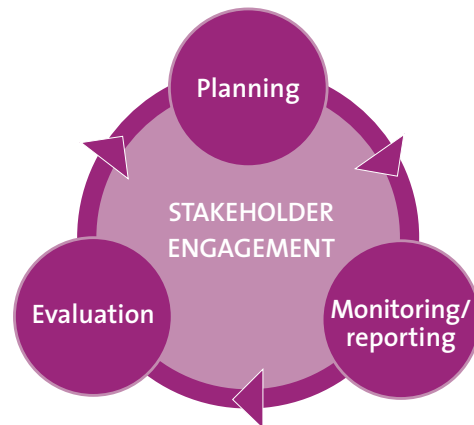 Planning
STAKEHOLDER
ENGAGEMENT
Evaluation
Monitoring/
reporting